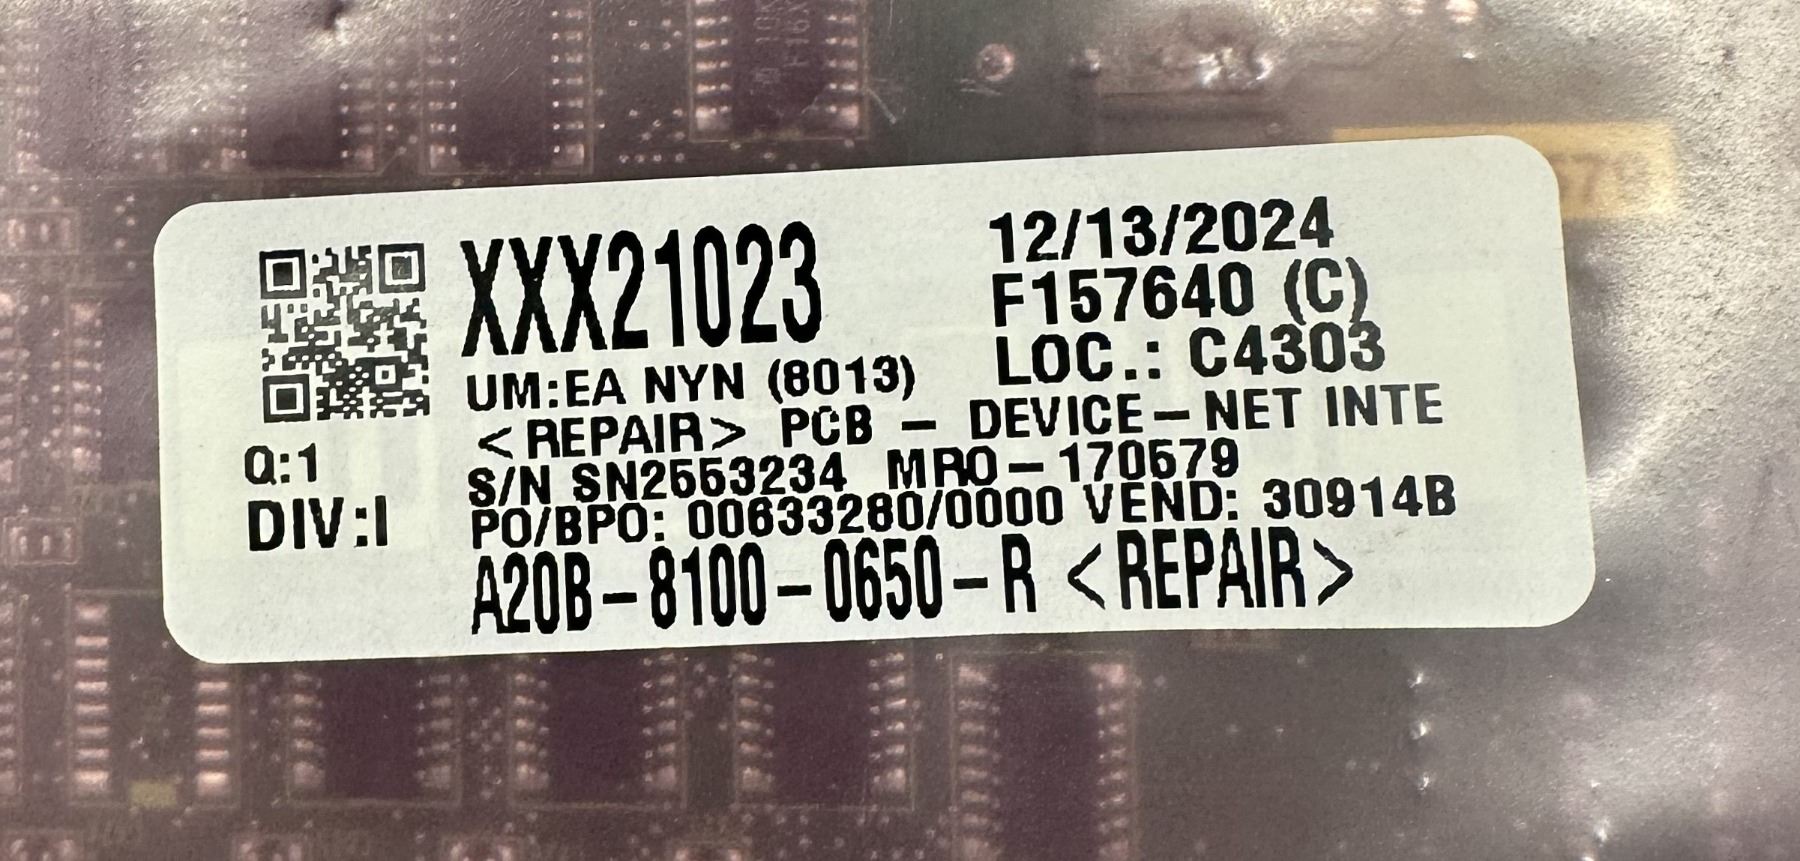 XXX21023
12/13/2024
F157640 (C)
LOC.: C4303
UM:EA NYN (8013)
<REPAIR> PCB - DEVICE-NET INTE
Q:1
S/N SN2553234 MRO-170579
DIV:I
PO/BPO: 00633280/0000 VEND: 30914B
A20B-8100-0650-R <REPAIR>